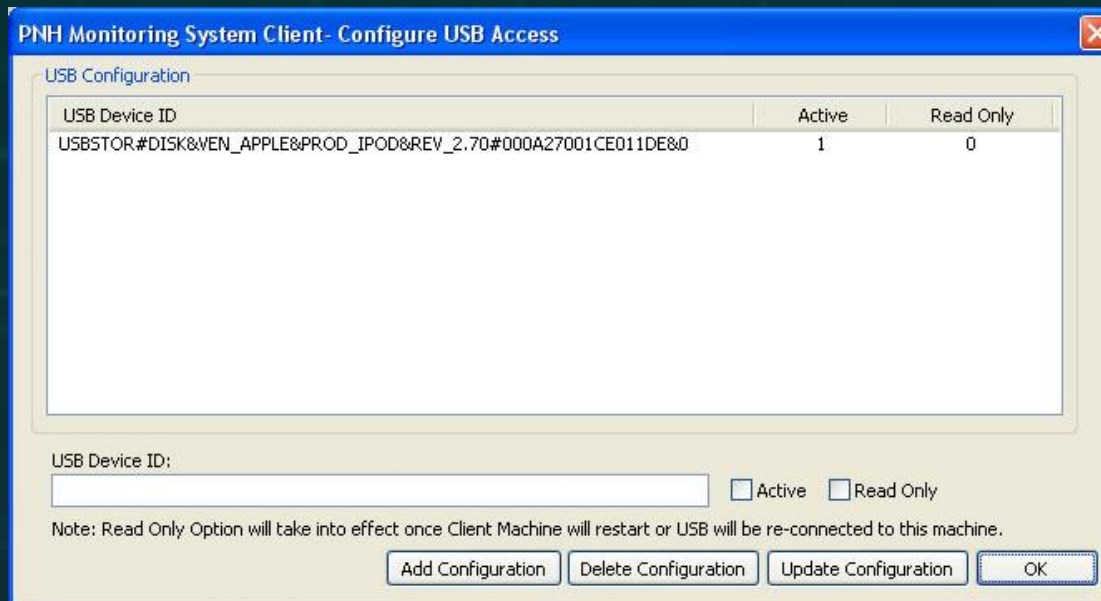 PNH Monitoring System Client- Configure USB Access
USB Configuration
USB Device ID Active Read Only
USBSTOR#DISK&VEN_APPLE&PROD_IPOD&REV_2.70#000A27001CE011DE&0 1 0
USB Device ID:
Active Read Only
Note: Read Only Option will take into effect once Client Machine will restart or USB will be re-connected to this machine.
Add Configuration Delete Configuration Update Configuration OK